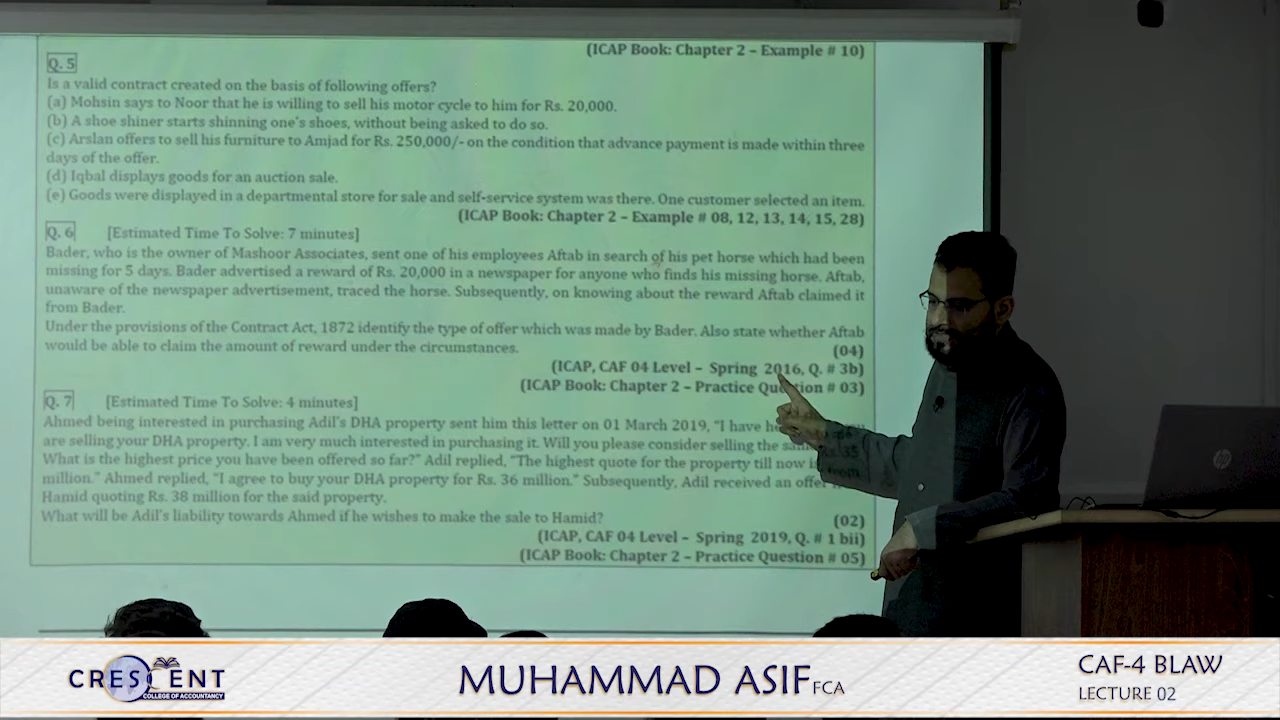 (ICAP Book: Chapter 2 – Example # 10)
Q. 5
Is a valid contract created on the basis of following offers?
(a) Mohsin says to Noor that he is willing to sell his motor cycle to him for Rs. 20,000.
(b) A shoe shiner starts shinning one's shoes, without being asked to do so.
(c) Arslan offers to sell his furniture to Amjad for Rs. 250,000/- on the condition that advance payment is made within three
days of the offer.
(d) Iqbal displays goods for an auction sale.
(e) Goods were displayed in a departmental store for sale and self-service system was there. One customer selected an item.
(ICAP Book: Chapter 2 – Example # 08, 12, 13, 14, 15, 28)
Q. 6 [Estimated Time To Solve: 7 minutes]
Bader, who is the owner of Mashoor Associates, sent one of his employees Aftab in search of his pet horse which had been
missing for 5 days. Bader advertised a reward of Rs. 20,000 in a newspaper for anyone who finds his missing horse. Aftab,
unaware of the newspaper advertisement, traced the horse. Subsequently, on knowing about the reward Aftab claimed it
from Bader.
Under the provisions of the Contract Act, 1872 identify the type of offer which was made by Bader. Also state whether Aftab
would be able to claim the amount of reward under the circumstances. (04)
(ICAP, CAF 04 Level – Spring 2016, Q. # 3b)
(ICAP Book: Chapter 2 – Practice Question # 03)
Q. 7 [Estimated Time To Solve: 4 minutes]
Ahmed being interested in purchasing Adil's DHA property sent him this letter on 01 March 2019, "I have
are selling your DHA property. I am very much interested in purchasing it. Will you please consider selling the
What is the highest price you have been offered so far?" Adil replied, "The highest quote for the property till now Rs. 35
million." Ahmed replied, "I agree to buy your DHA property for Rs. 36 million." Subsequently, Adil received an offer from
Hamid quoting Rs. 38 million for the said property.
What will be Adil's liability towards Ahmed if he wishes to make the sale to Hamid? (02)
(ICAP, CAF 04 Level – Spring 2019, Q. # 1 bii)
(ICAP Book: Chapter 2 – Practice Question # 05)
hp
CRESCENT
COLLEGE OF ACCOUNTANCY
MUHAMMAD ASIF FCA
CAF-4 BLAW
LECTURE 02